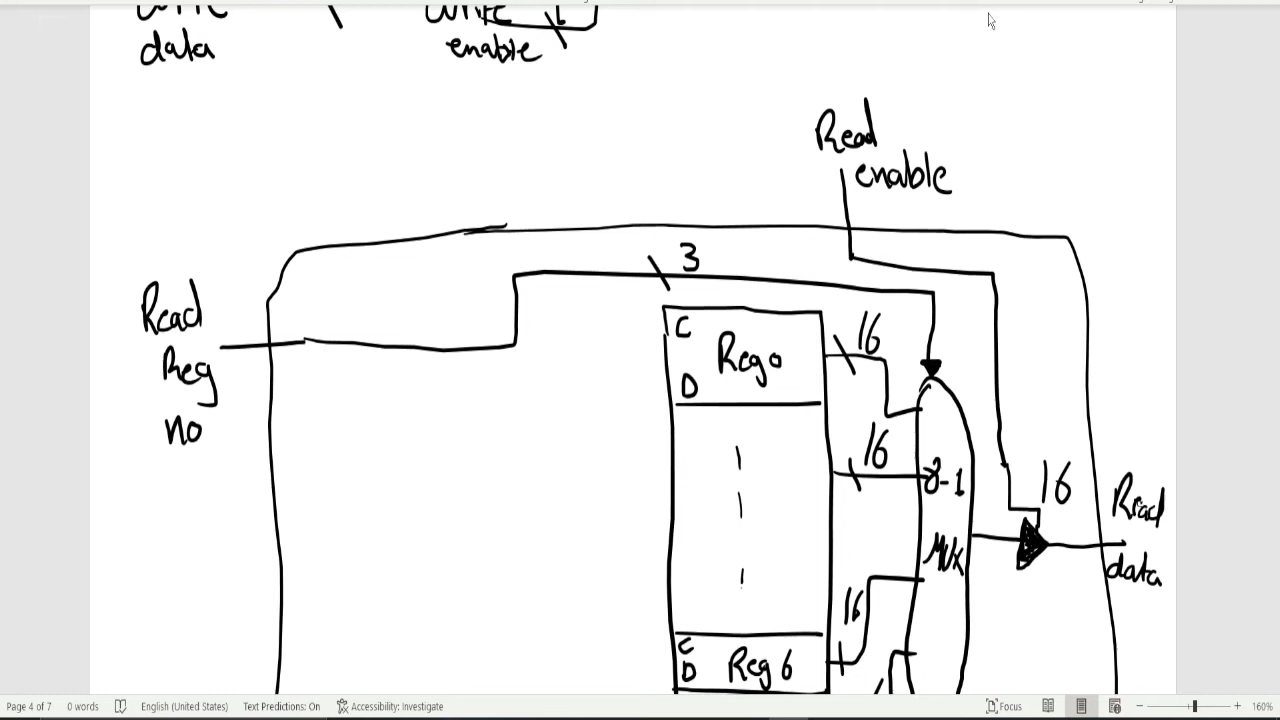 data
enable
Read
enable
3
Read
Reg
no
C
Reg0
D
16
16
8-1
MUX
16
Read
data
16
C
D
Reg 6
Page 4 of 7
0 words
English (United States)
Text Predictions: On
Accessibility: Investigate
Focus
160%